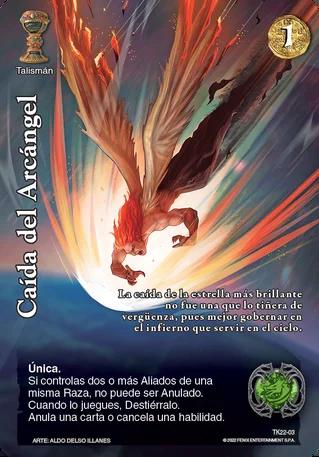 1
Talismán
Caída del Arcángel
La caída de la estrella más brillante
no fue una que lo tiñera de
vergüenza, pues mejor gobernar en
el infierno que servir en el cielo.
Única.
Si controlas dos o más Aliados de una
misma Raza, no puede ser Anulado.
Cuando lo juegues, Destiérralo.
Anula una carta o cancela una habilidad.
TK22-03
ARTE: ALDO DELSO ILLANES
© 2022 FENIX ENTERTAINMENT S.P.A.